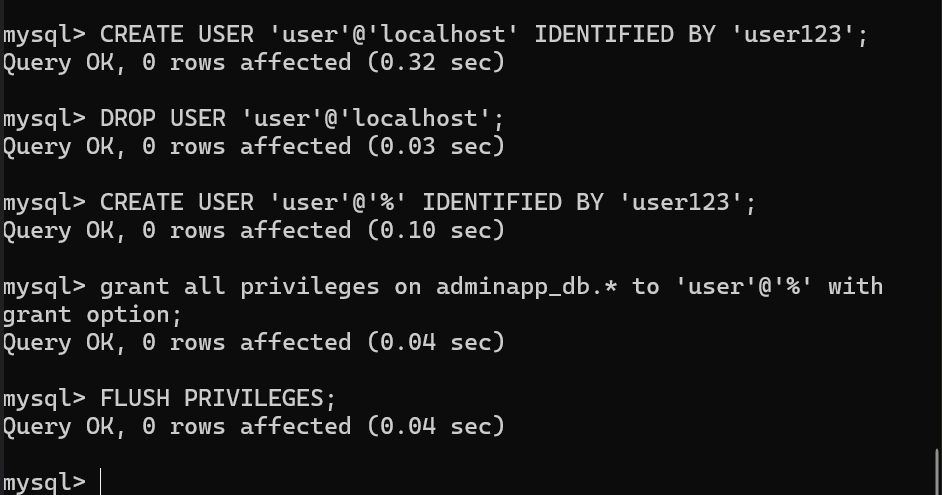 mysql> CREATE USER 'user'@'localhost' IDENTIFIED BY 'user123';
Query OK, 0 rows affected (0.32 sec)
mysql> DROP USER 'user'@'localhost';
Query OK, 0 rows affected (0.03 sec)
mysql> CREATE USER 'user'@'%' IDENTIFIED BY 'user123';
Query OK, 0 rows affected (0.10 sec)
mysql> grant all privileges on adminapp_db.* to 'user'@'%' with
grant option;
Query OK, 0 rows affected (0.04 sec)
mysql> FLUSH PRIVILEGES;
Query OK, 0 rows affected (0.04 sec)
mysql>